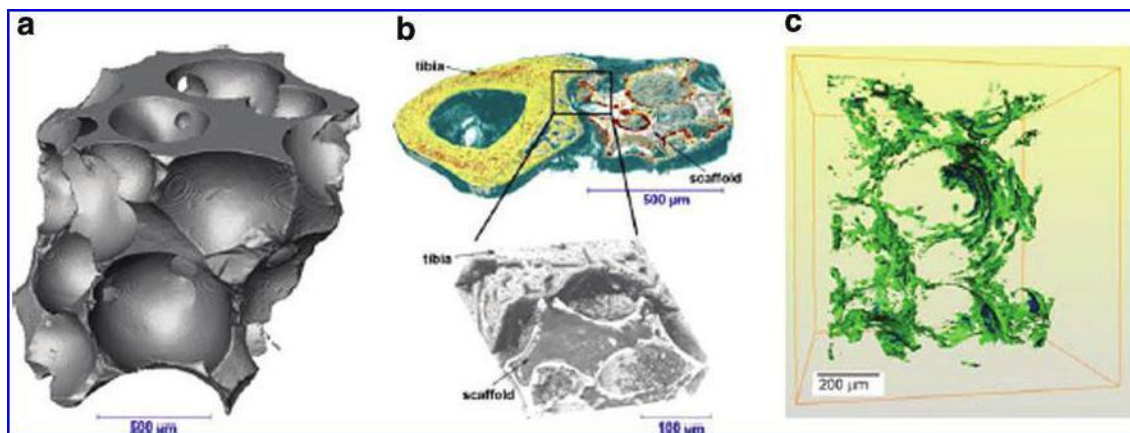 a
500 µm
b
tibia
scaffold
500 µm
tibia
scaffold
100 µm
c
200 µm